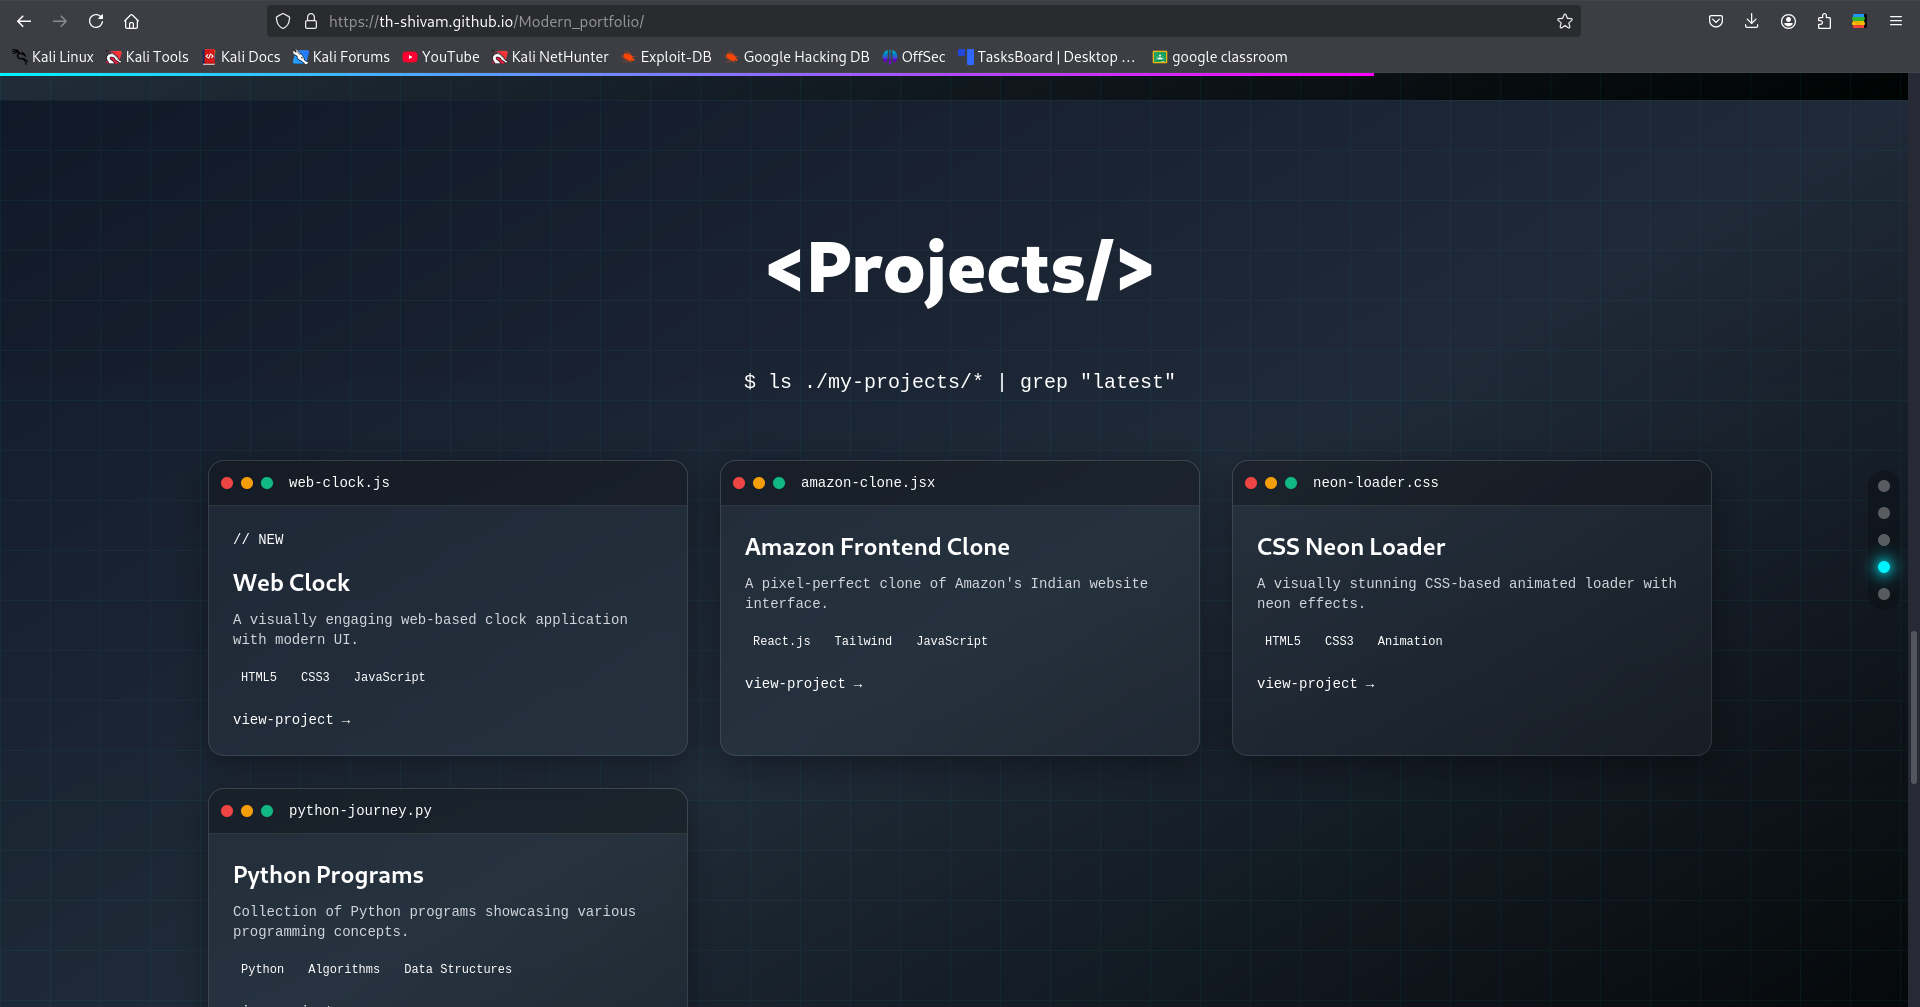 https://th-shivam.github.io/Modern_portfolio/
Kali Linux Kali Tools Kali Docs Kali Forums YouTube Kali NetHunter Exploit-DB Google Hacking DB OffSec TasksBoard | Desktop … google classroom
<Projects/>
$ ls ./my-projects/* | grep "latest"
web-clock.js
// NEW
Web Clock
A visually engaging web-based clock application
with modern UI.
HTML5 CSS3 JavaScript
view-project →
amazon-clone.jsx
Amazon Frontend Clone
A pixel-perfect clone of Amazon's Indian website
interface.
React.js Tailwind JavaScript
view-project →
neon-loader.css
CSS Neon Loader
A visually stunning CSS-based animated loader with
neon effects.
HTML5 CSS3 Animation
view-project →
python-journey.py
Python Programs
Collection of Python programs showcasing various
programming concepts.
Python Algorithms Data Structures